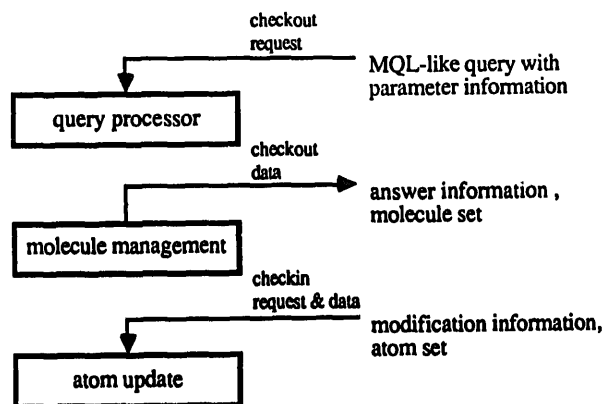 checkout
request
MQL-like query with
parameter information
query processor
checkout
data
answer information ,
molecule set
molecule management
checkin
request & data
modification information,
atom set
atom update